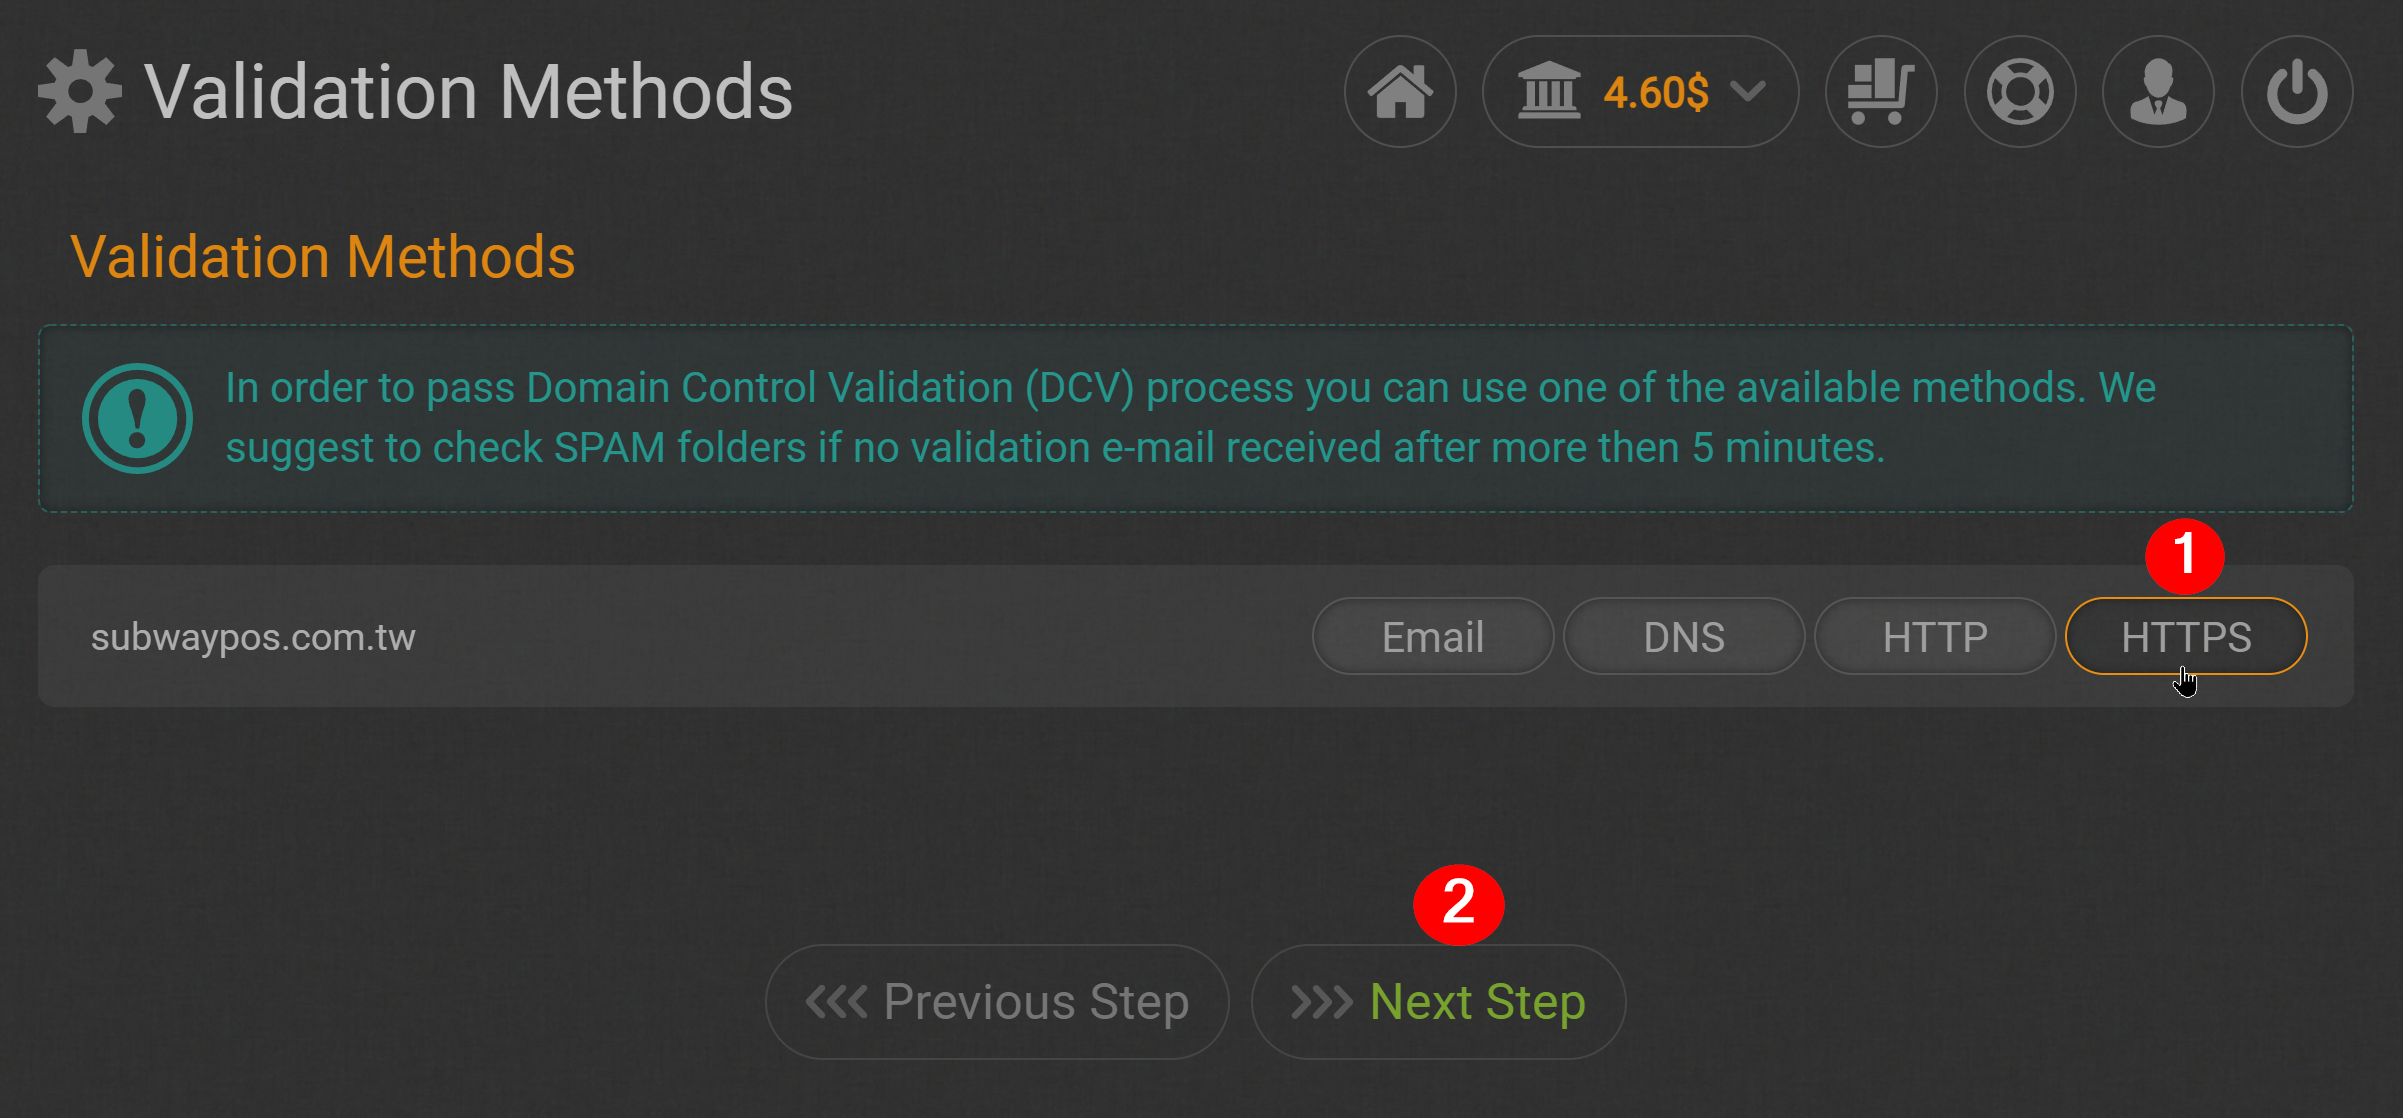 Validation Methods
4.60$
Validation Methods
In order to pass Domain Control Validation (DCV) process you can use one of the available methods. We
suggest to check SPAM folders if no validation e-mail received after more then 5 minutes.
1
subwaypos.com.tw
Email
DNS
HTTP
HTTPS
2
Previous Step
Next Step